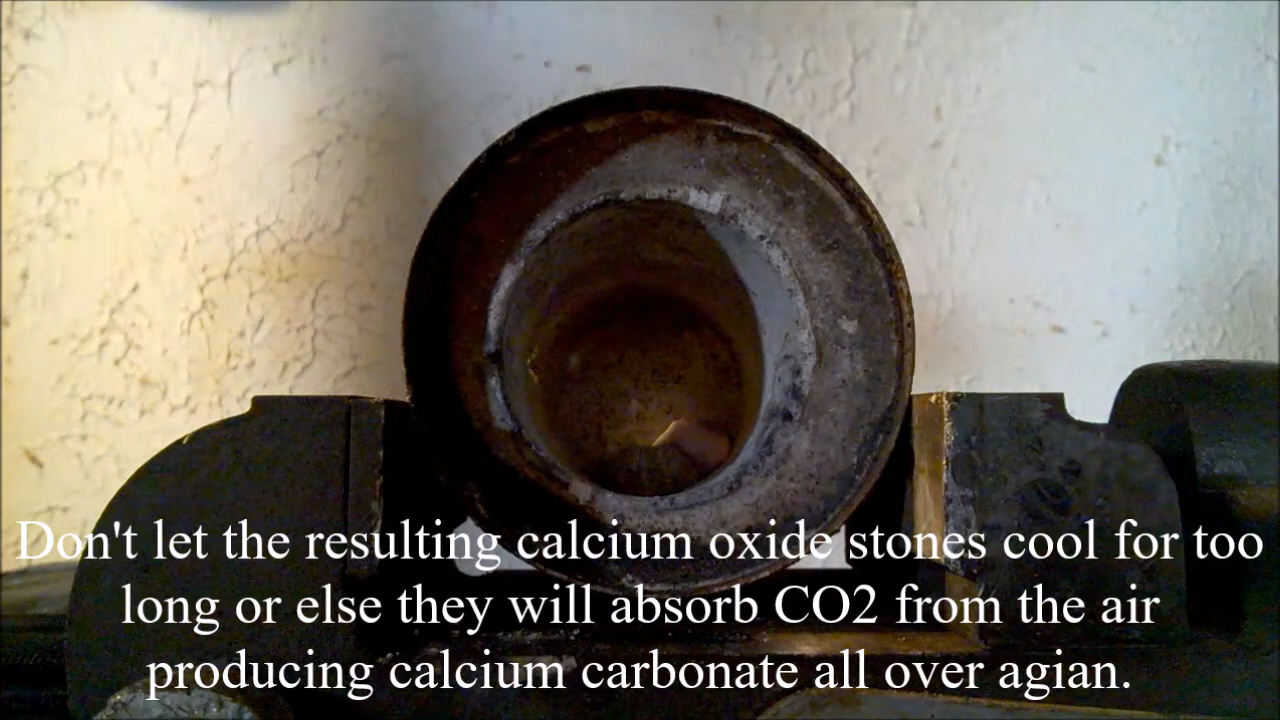 Don't let the resulting calcium oxide stones cool for too
long or else they will absorb CO2 from the air
producing calcium carbonate all over agian.